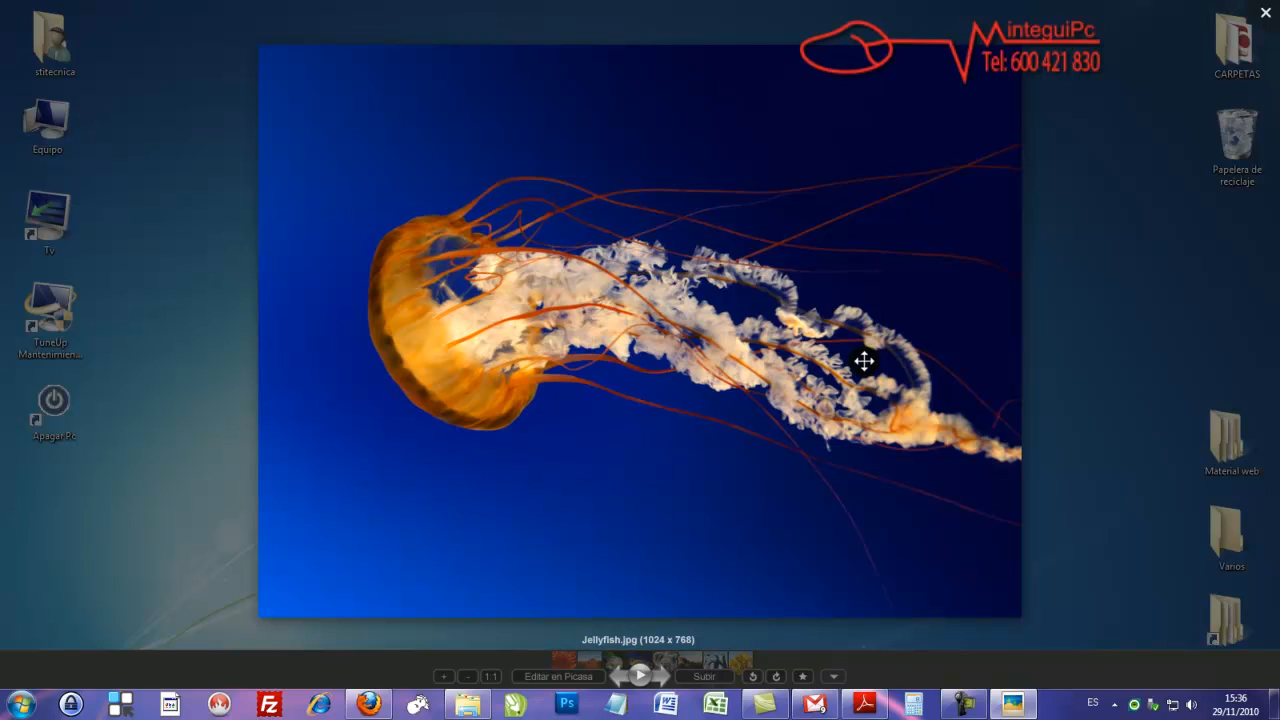 MinteguiPc
Tel: 600 421 830
stitecnica
Equipo
Tv
TuneUp
Mantenimien...
Apagar Pc
CARPETAS
Papelera de
reciclaje
Material web
Varios
Jellyfish.jpg (1024 x 768)
+ - 1 1 Editar en Picasa Subir
ES 15:36
29/11/2010